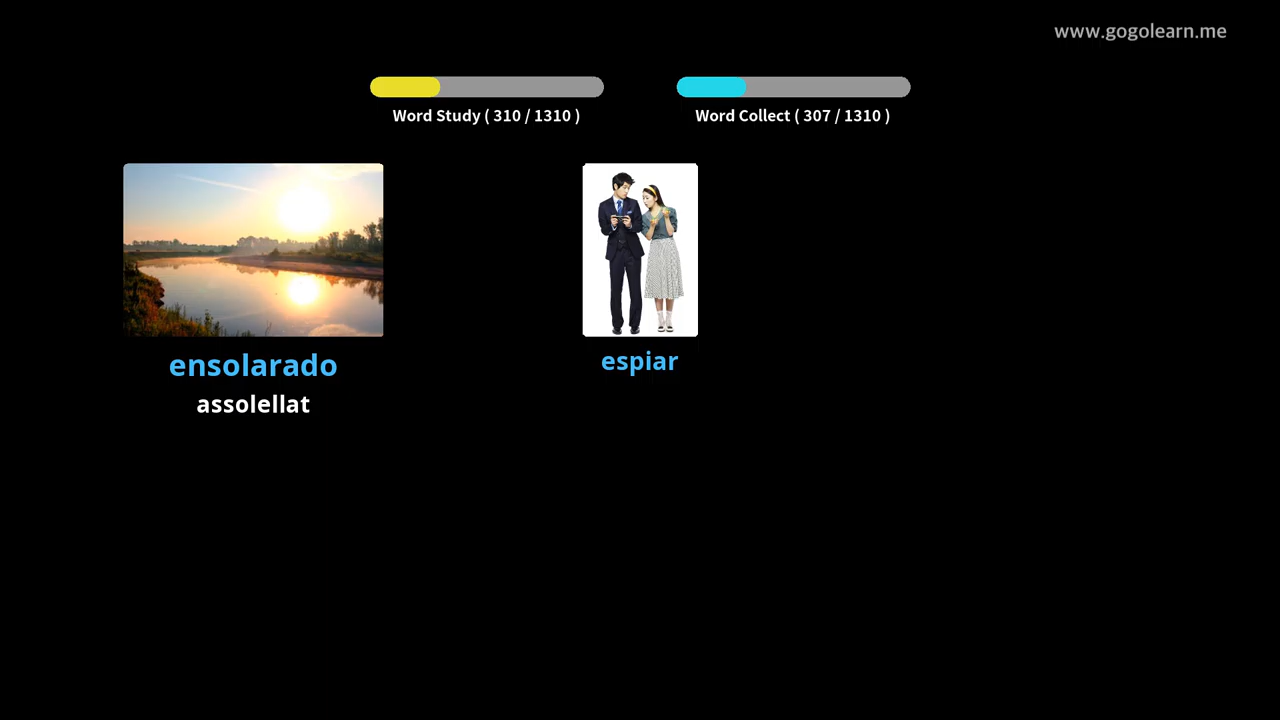 www.gogolearn.me
Word Study ( 310 / 1310 )
Word Collect ( 307 / 1310 )
ensolarado
assolellat
espiar